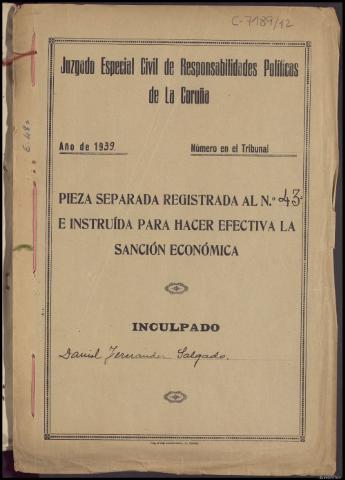 C-7189/12
Juzgado Especial Civil de Responsabilidades Políticas
de La Coruña
Año de 1939.
Número en el Tribunal
PIEZA SEPARADA REGISTRADA AL N.º 43
E INSTRUÍDA PARA HACER EFECTIVA LA
SANCIÓN ECONÓMICA
INCULPADO
Daniel Fernandez Salgado.